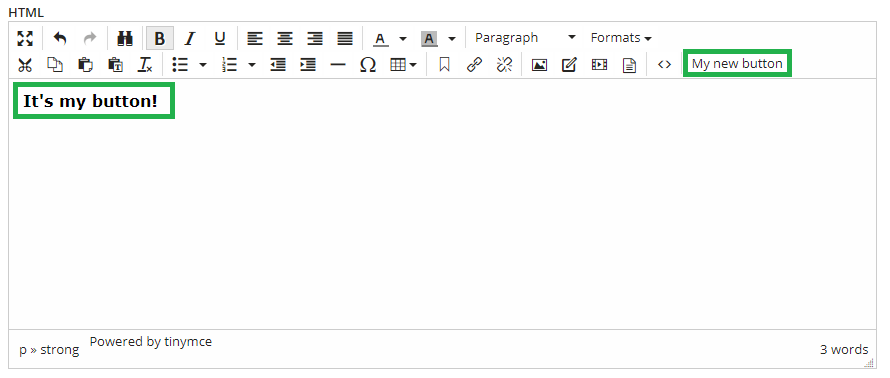 HTML
B I U A A Paragraph Formats
Ω My new button
It's my button!
p » strong Powered by tinymce 3 words